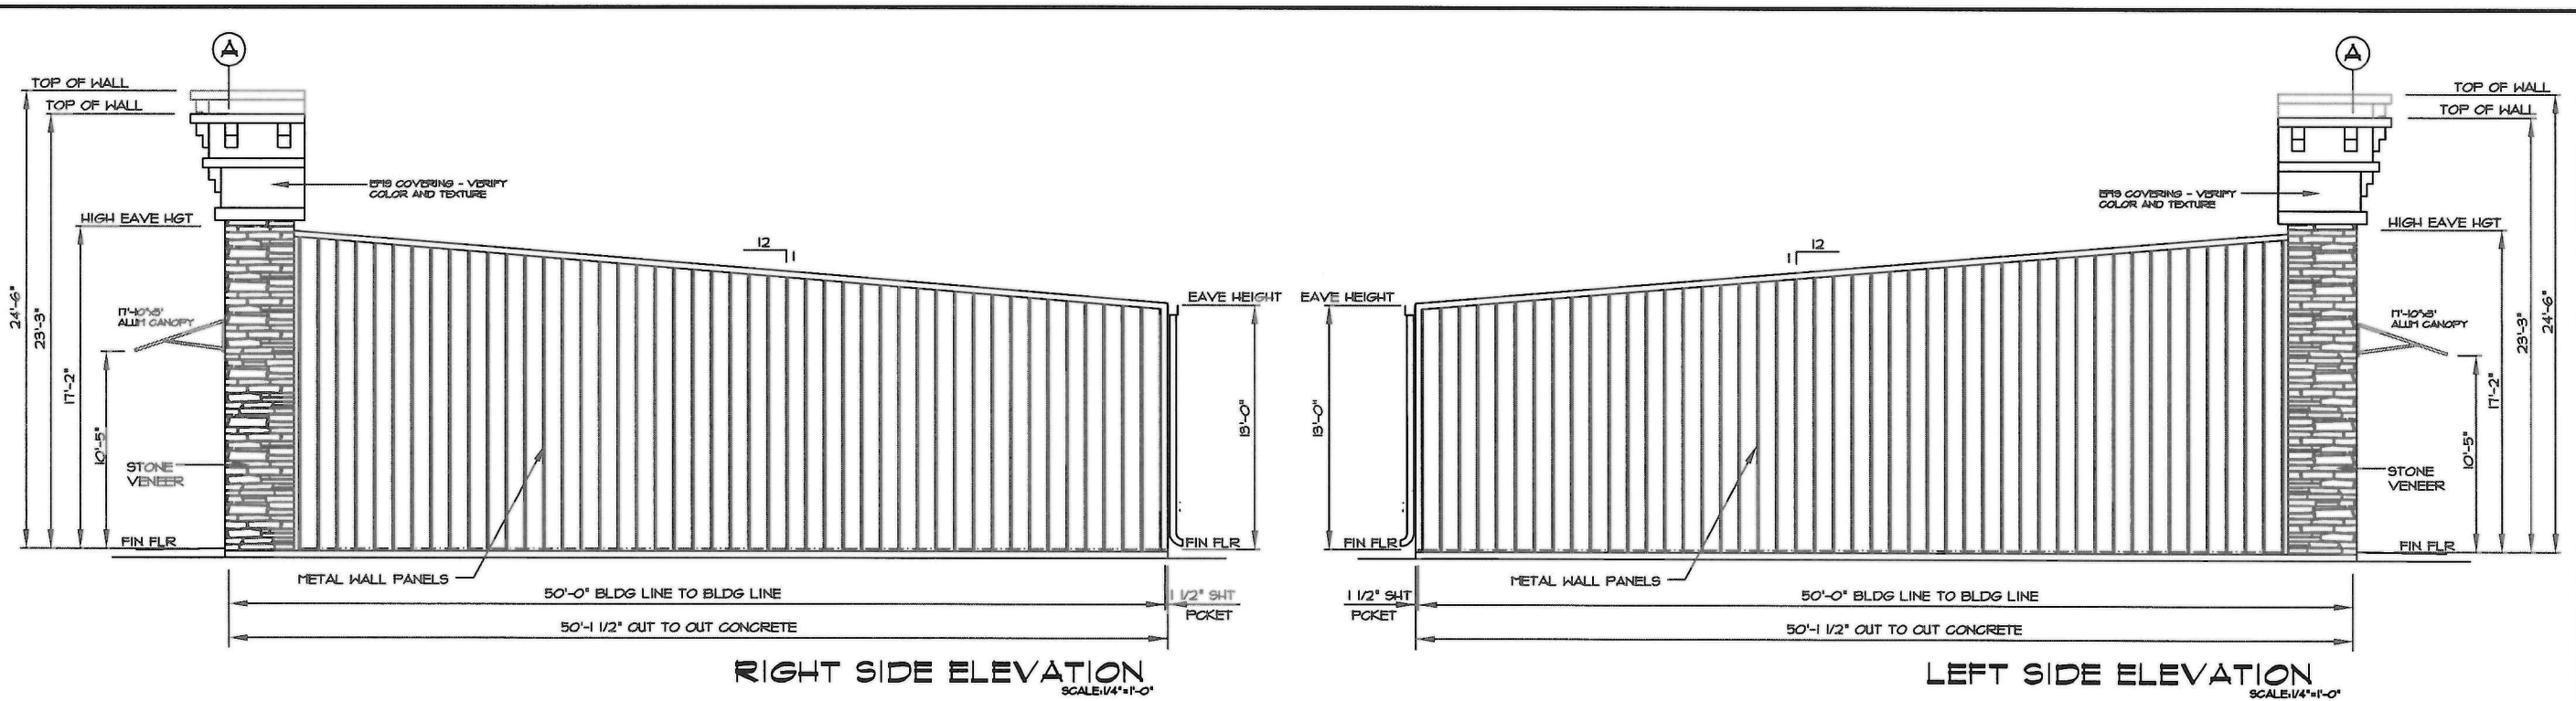 A
TOP OF WALL
TOP OF WALL
EFIS COVERING - VERIFY
COLOR AND TEXTURE
HIGH EAVE HGT
12
1
EAVE HEIGHT
24'-6"
23'-3"
17'-2"
17'-10"x5'
ALUM CANOPY
10'-5"
13'-0"
STONE
VENEER
FIN FLR
FIN FLR
METAL WALL PANELS
50'-0" BLDG LINE TO BLDG LINE
1 1/2" SHT
POCKET
50'-1 1/2" OUT TO OUT CONCRETE
RIGHT SIDE ELEVATION
SCALE:1/4"=1'-0"
A
TOP OF WALL
TOP OF WALL
EFIS COVERING - VERIFY
COLOR AND TEXTURE
HIGH EAVE HGT
12
1
EAVE HEIGHT
17'-10"x5'
ALUM CANOPY
24'-6"
23'-3"
17'-2"
13'-0"
10'-5"
STONE
VENEER
FIN FLR
FIN FLR
METAL WALL PANELS
1 1/2" SHT
POCKET
50'-0" BLDG LINE TO BLDG LINE
50'-1 1/2" OUT TO OUT CONCRETE
LEFT SIDE ELEVATION
SCALE:1/4"=1'-0"